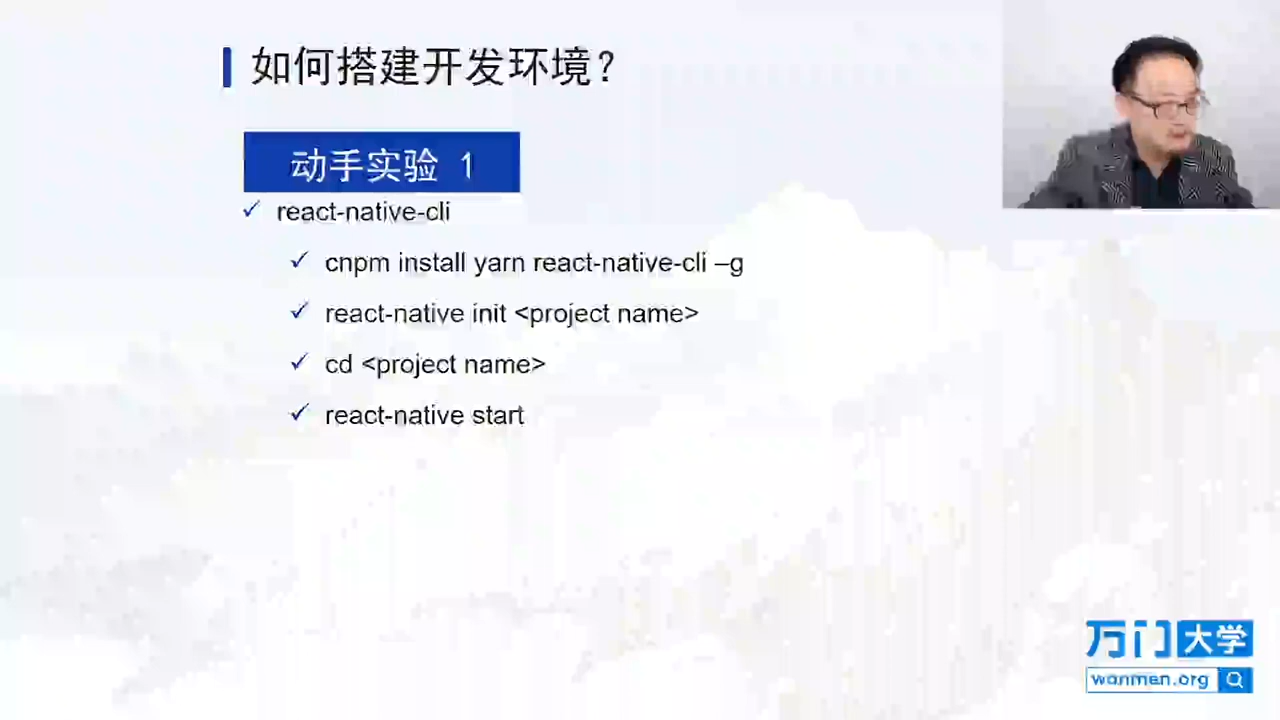 如何搭建开发环境？
动手实验 1
react-native-cli
cnpm install yarn react-native-cli –g
react-native init <project name>
cd <project name>
react-native start
万门大学
wanmen.org